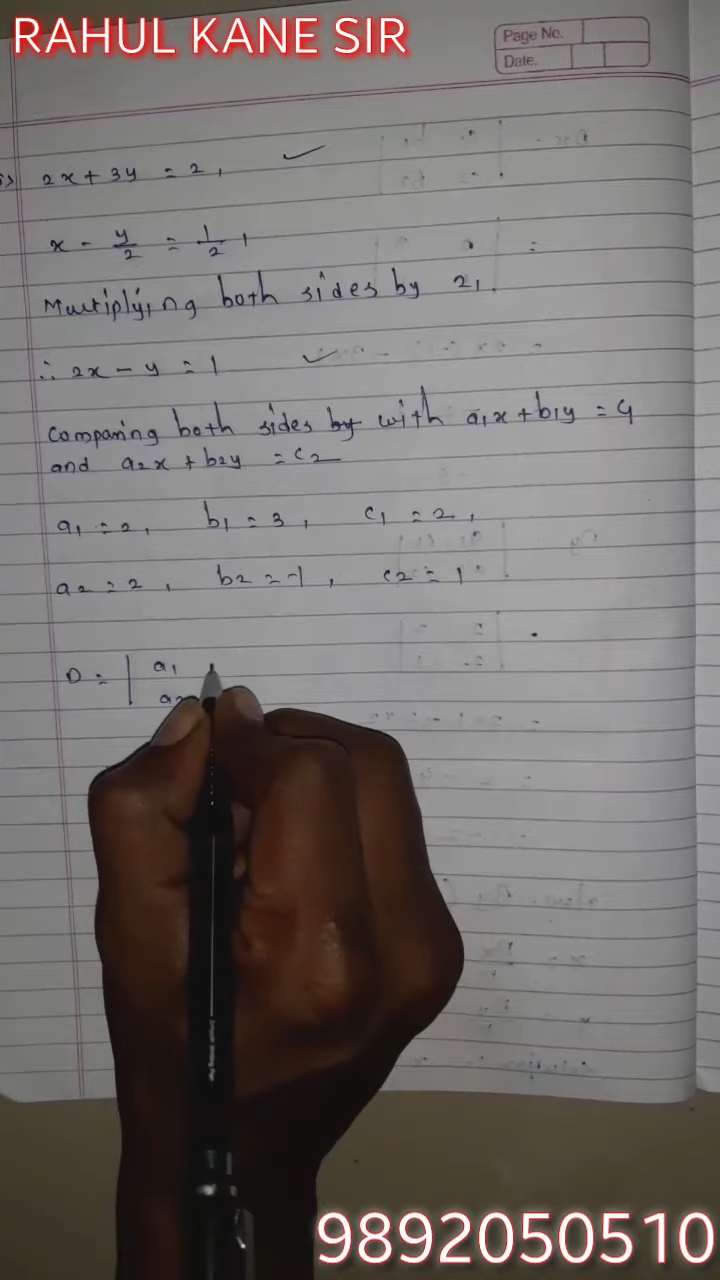 RAHUL KANE SIR
Page No.
Date.
2x + 3y = 2,
x - y/2 = 1/2,
Multiplying both sides by 2,
∴ 2x - y = 1
Comparing both sides by with a1x + b1y = c1
and a2x + b2y = c2
a1 = 2, b1 = 3, c1 = 2,
a2 = 2, b2 = -1, c2 = 1
D = | a1
a2
9892050510